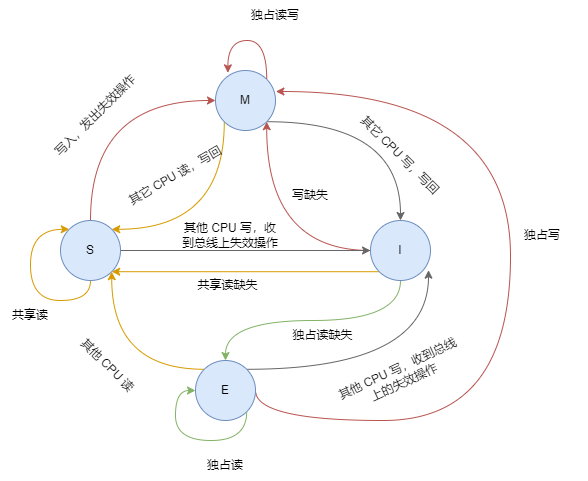 独占读写
M
写入，发出失效操作
其它 CPU 读，写回
其它 CPU 写，写回
写缺失
其他 CPU 写，收
到总线上失效操作
S
I
独占写
共享读缺失
共享读
独占读缺失
其他 CPU 读
其他 CPU 写，收到总线
上的失效操作
E
独占读